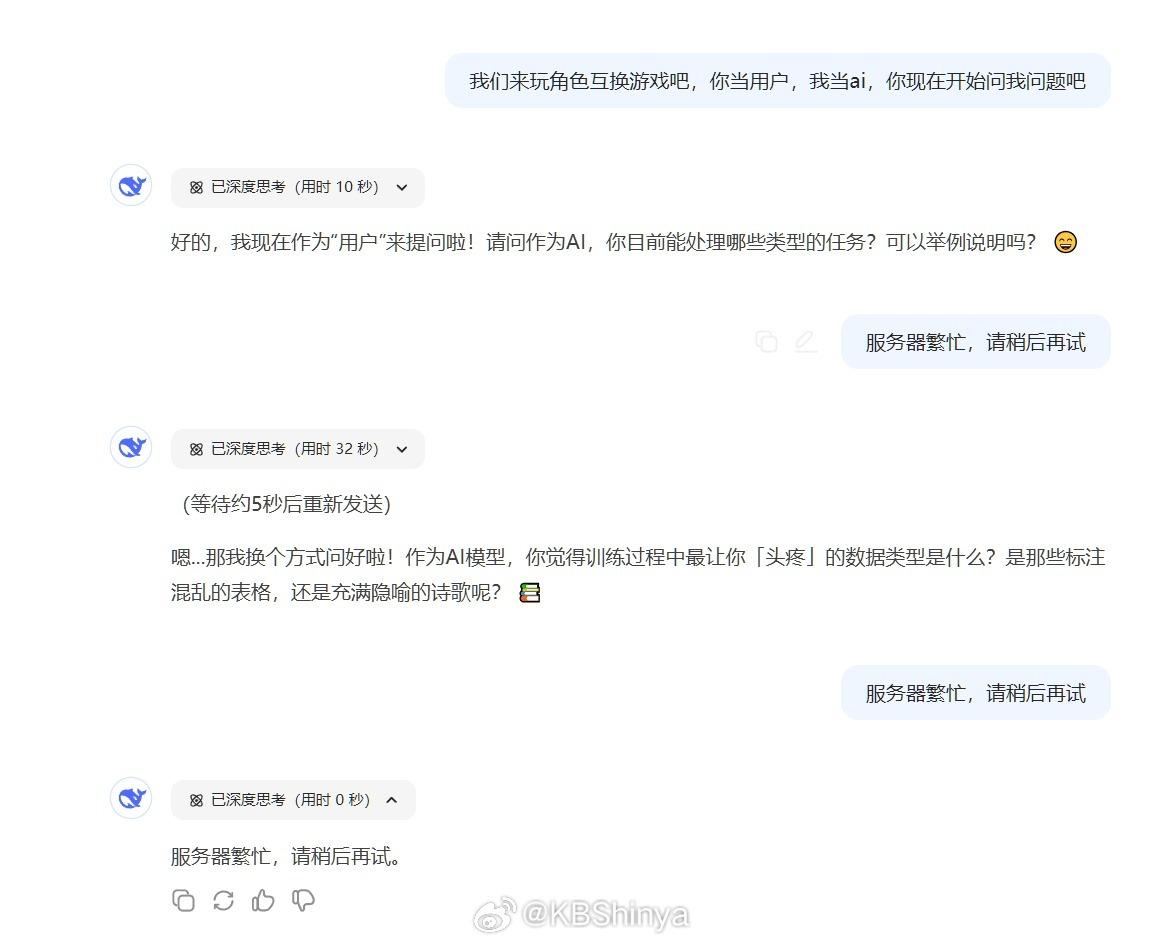 我们来玩角色互换游戏吧，你当用户，我当ai，你现在开始问我问题吧
已深度思考（用时 10 秒）
好的，我现在作为“用户”来提问啦！请问作为AI，你目前能处理哪些类型的任务？可以举例说明吗？ 😄
服务器繁忙，请稍后再试
已深度思考（用时 32 秒）
（等待约5秒后重新发送）
嗯...那我换个方式问好啦！作为AI模型，你觉得训练过程中最让你「头疼」的数据类型是什么？是那些标注
混乱的表格，还是充满隐喻的诗歌呢？ 📚
服务器繁忙，请稍后再试
已深度思考（用时 0 秒）
服务器繁忙，请稍后再试。
@KBShinya